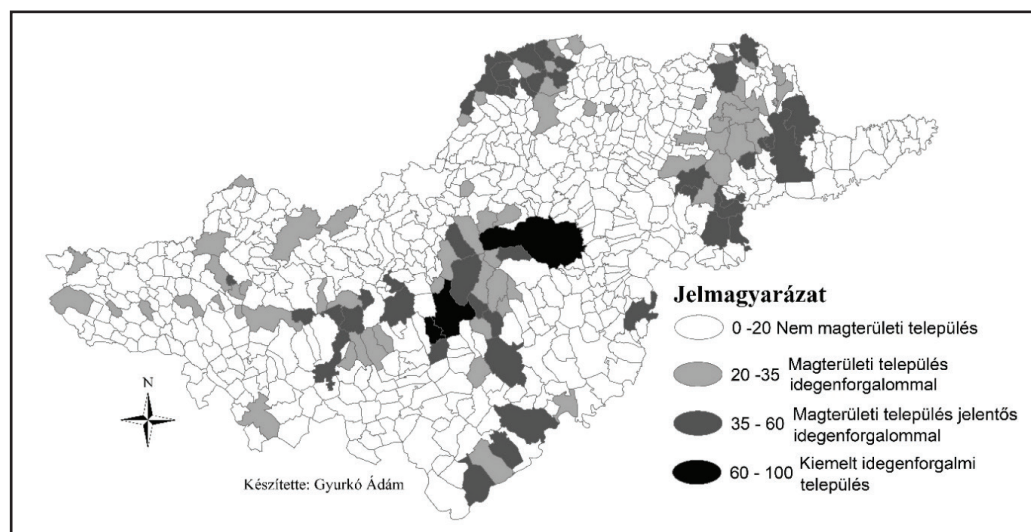 Jelmagyarázat
0 -20 Nem magterületi település
20 -35 Magterületi település
idegenforgalommal
35 - 60 Magterületi település jelentős
idegenforgalommal
60 - 100 Kiemelt idegenforgalmi
település
N
Készítette: Gyurkó Ádám